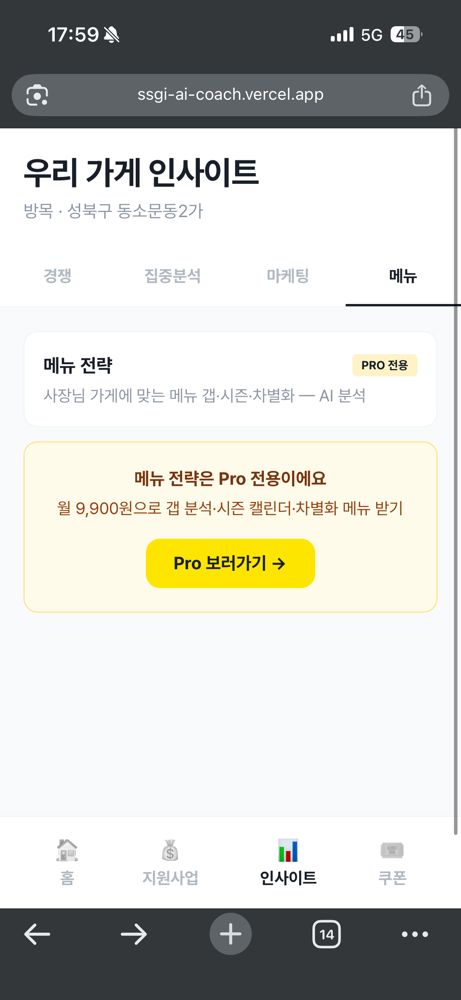 17:59
5G
45
ssgi-ai-coach.vercel.app
우리 가게 인사이트
방목 · 성북구 동소문동2가
경쟁
집중분석
마케팅
메뉴
메뉴 전략
PRO 전용
사장님 가게에 맞는 메뉴 갭·시즌·차별화 — AI 분석
메뉴 전략은 Pro 전용이에요
월 9,900원으로 갭 분석·시즌 캘린더·차별화 메뉴 받기
Pro 보러가기 →
$
ADMIT
ONE
홈
지원사업
인사이트
쿠폰
14